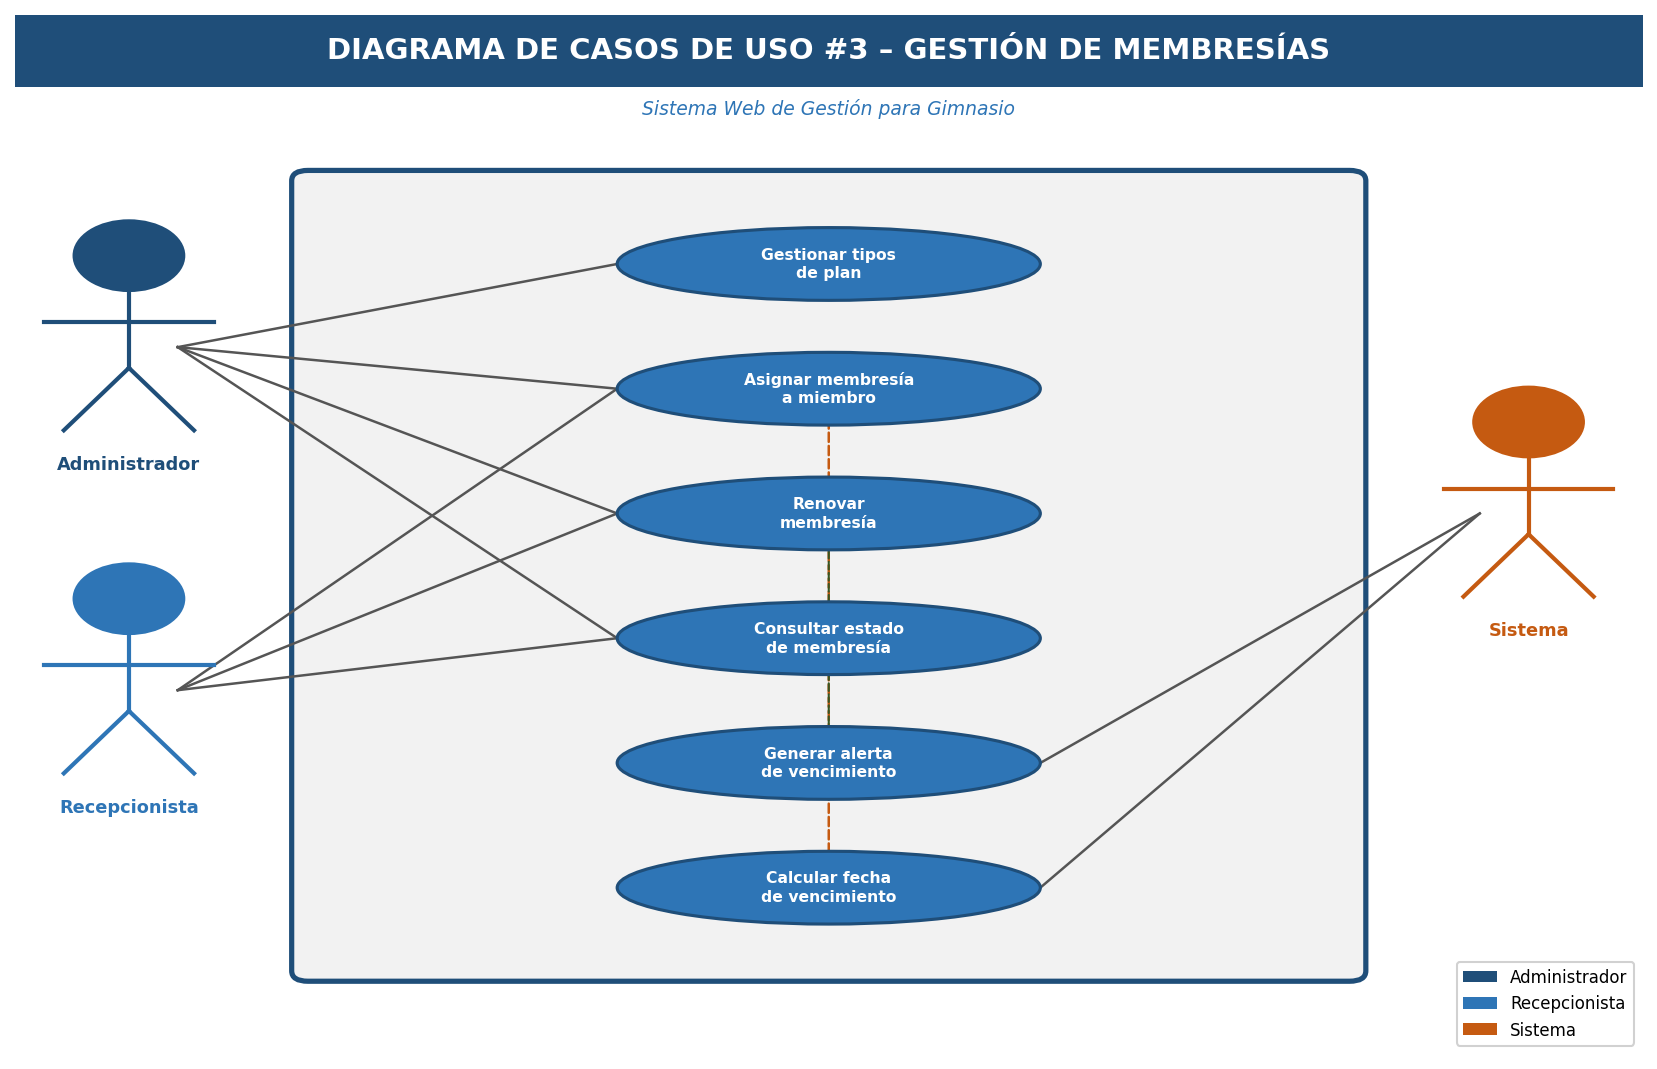 DIAGRAMA DE CASOS DE USO #3 – GESTIÓN DE MEMBRESÍAS
Sistema Web de Gestión para Gimnasio
Gestionar tipos
de plan
Asignar membresía
a miembro
Administrador
Renovar
membresía
Consultar estado
de membresía
Sistema
Generar alerta
de vencimiento
Recepcionista
Calcular fecha
de vencimiento
Administrador
Recepcionista
Sistema